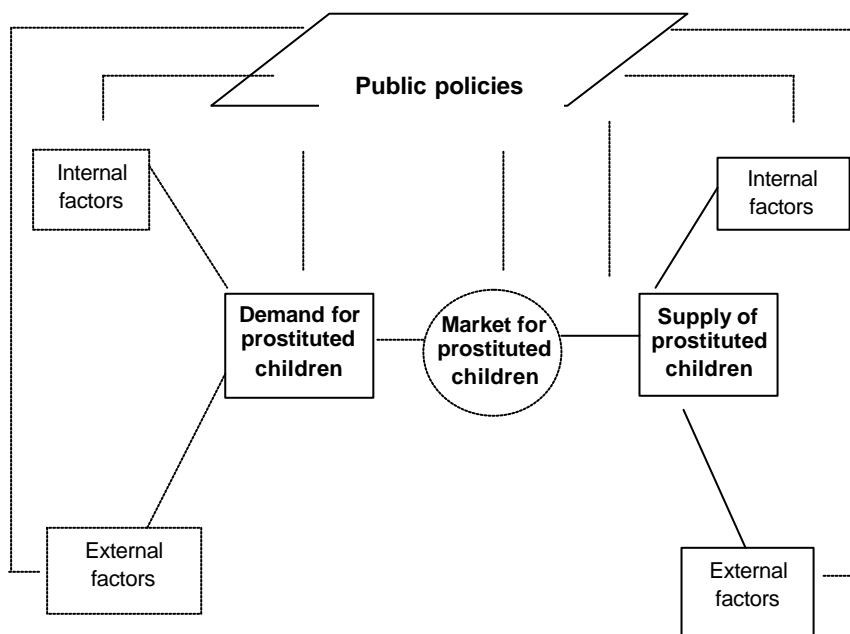 Public policies
Internal
factors
Internal
factors
Demand for
prostituted
children
Market for
prostituted
children
Supply of
prostituted
children
External
factors
External
factors